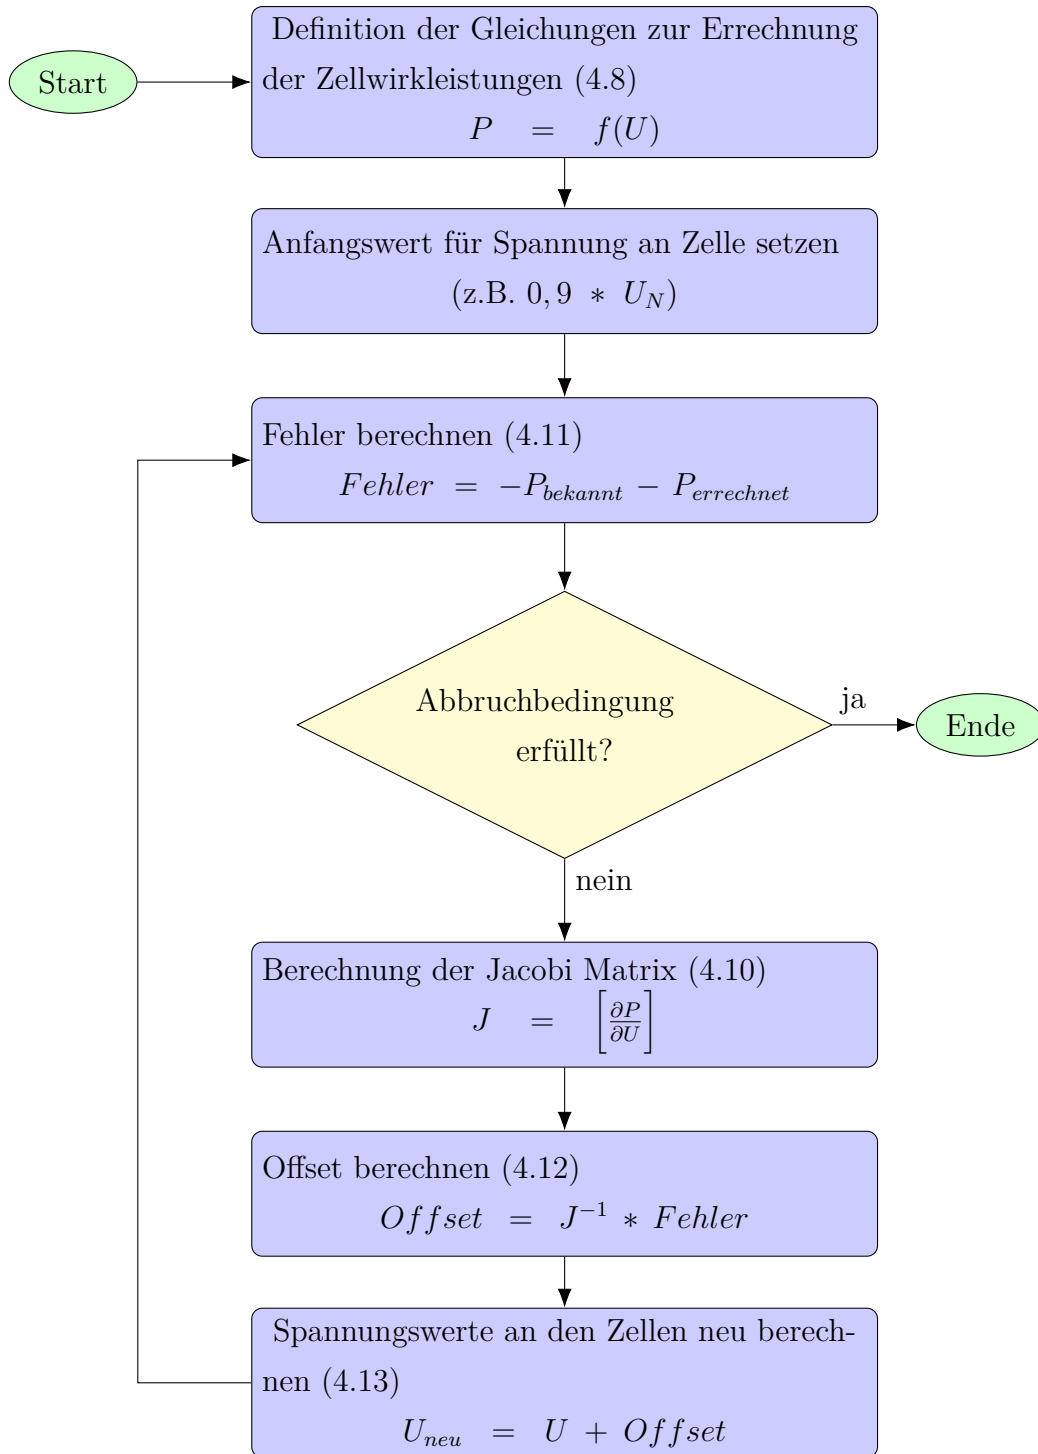 Start
Definition der Gleichungen zur Errechnung
der Zellwirkleistungen (4.8)
P = f(U)
Anfangswert für Spannung an Zelle setzen
(z.B. 0,9 * U_N)
Fehler berechnen (4.11)
Fehler = −P_bekannt − P_errechnet
Abbruchbedingung
erfüllt?
ja
Ende
nein
Berechnung der Jacobi Matrix (4.10)
J = [∂P/∂U]
Offset berechnen (4.12)
Offset = J⁻¹ * Fehler
Spannungswerte an den Zellen neu berech-
nen (4.13)
U_neu = U + Offset